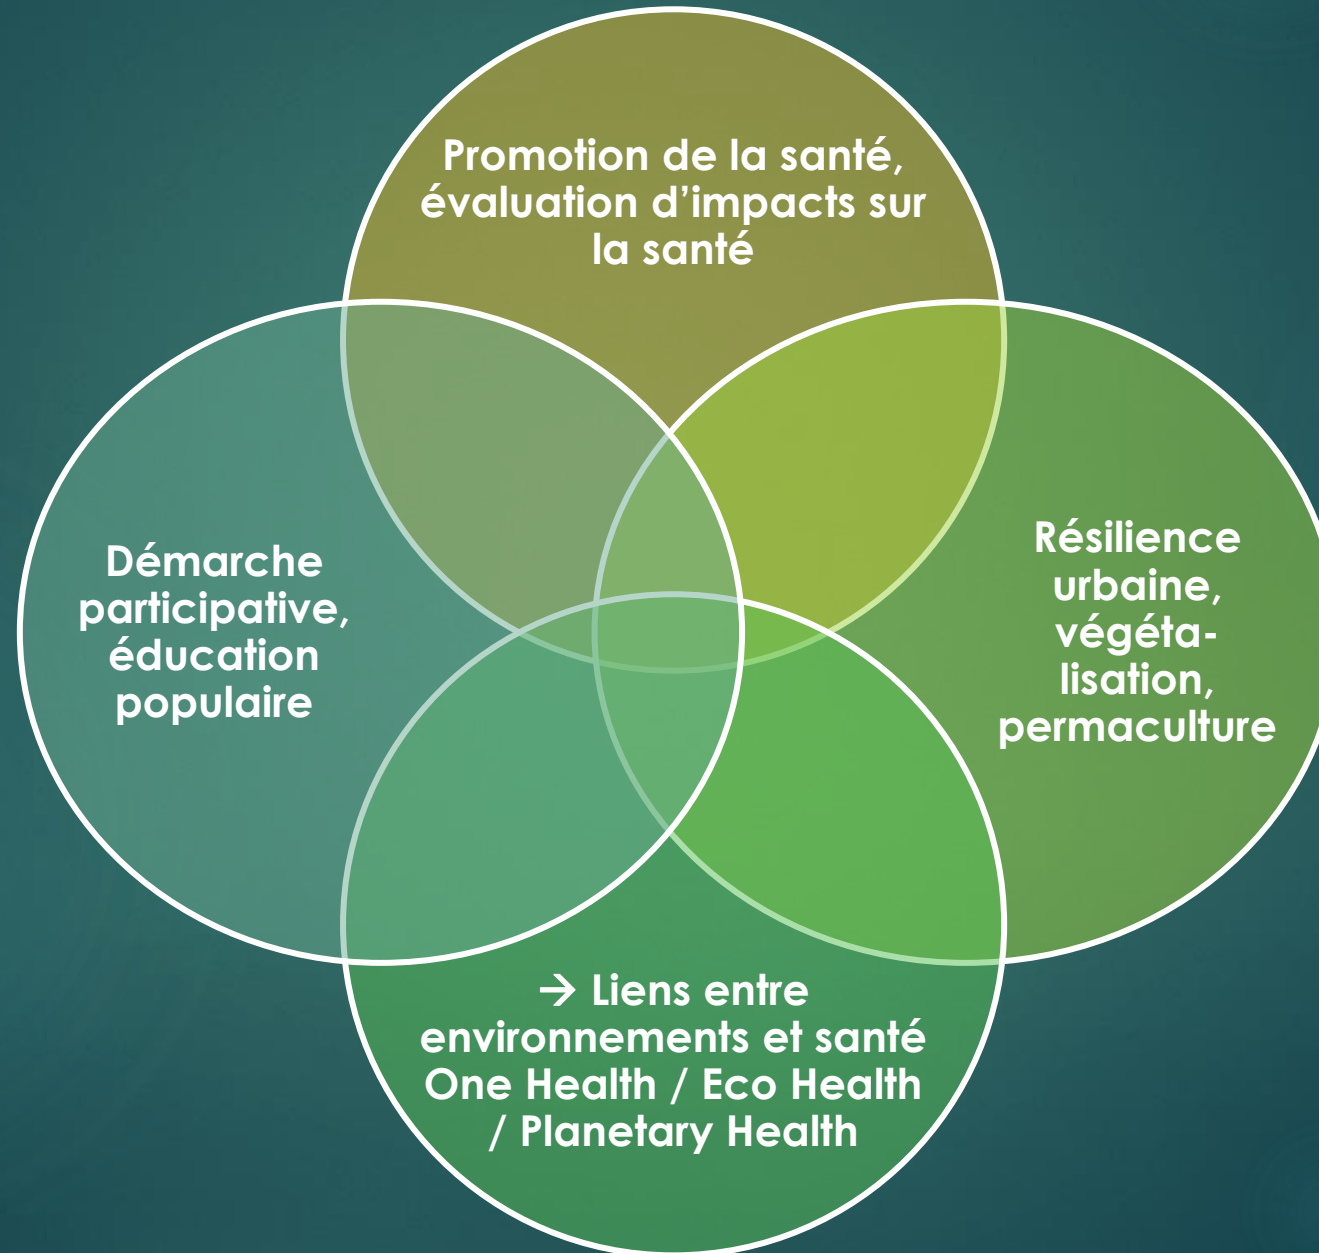 Promotion de la santé,
évaluation d’impacts sur
la santé
Démarche
participative,
éducation
populaire
Résilience
urbaine,
végéta-
lisation,
permaculture
→ Liens entre
environnements et santé
One Health / Eco Health
/ Planetary Health